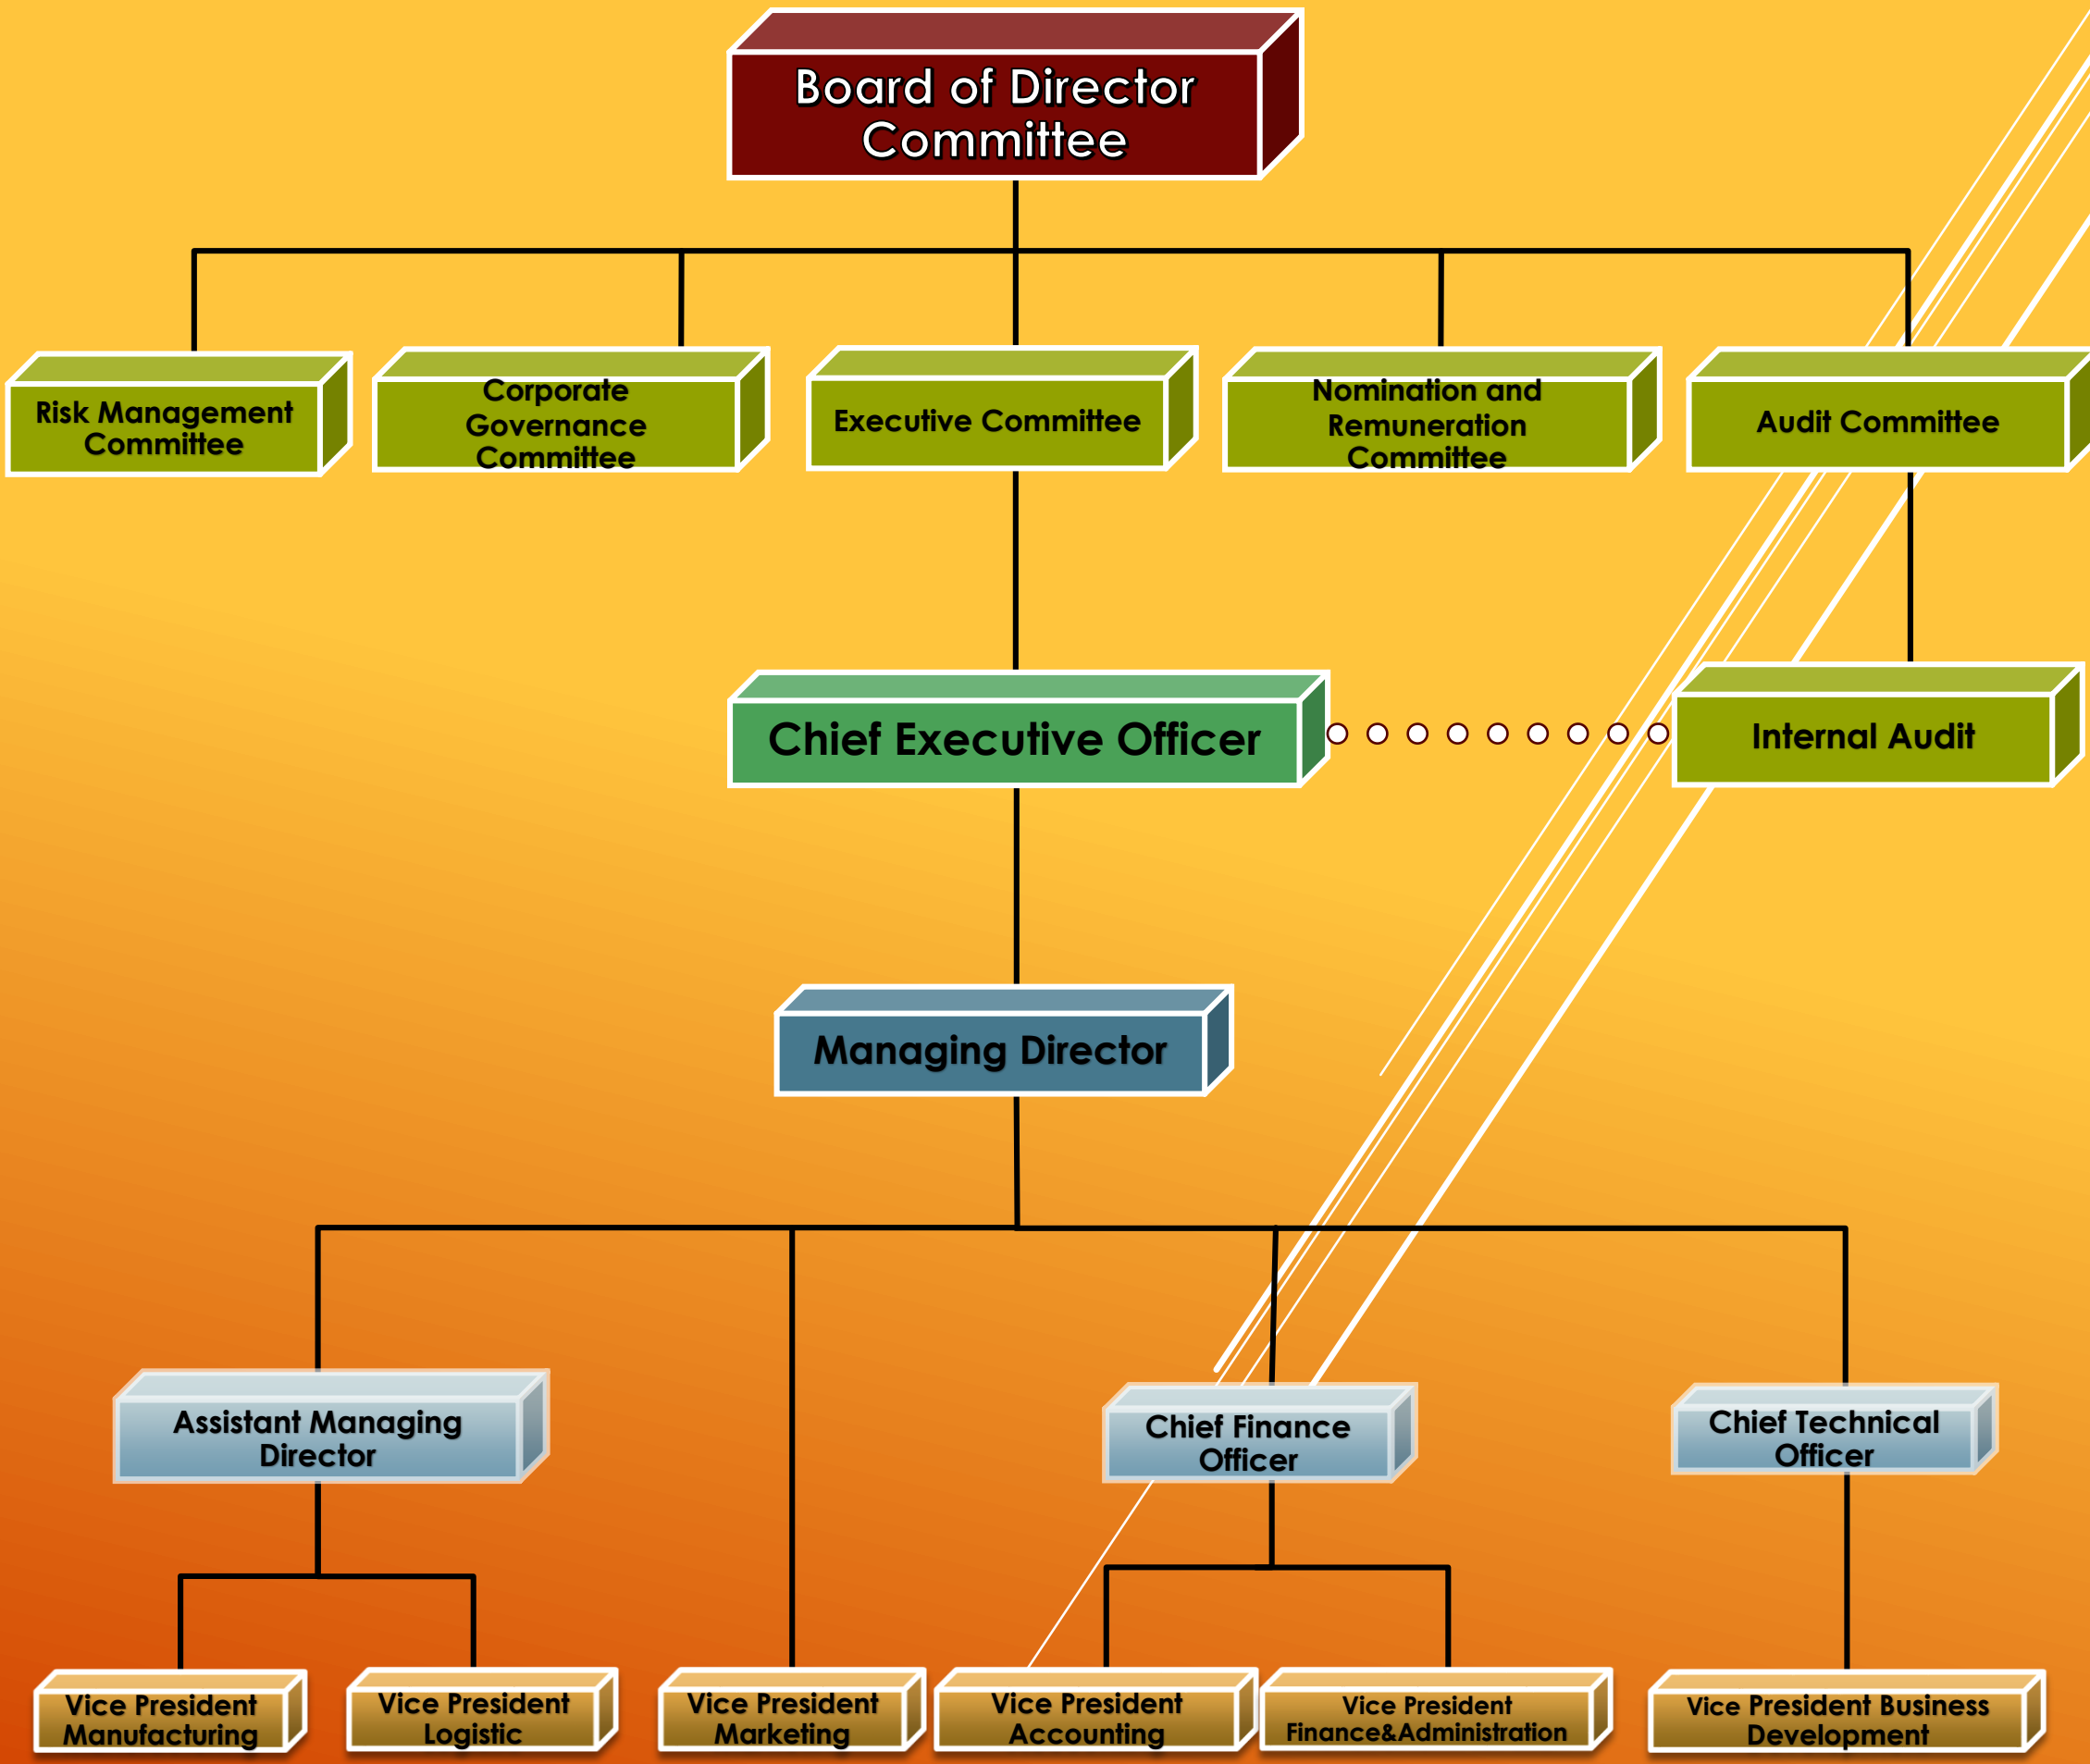 Board of Director
Committee
Risk Management
Committee
Corporate
Governance
Committee
Executive Committee
Nomination and
Remuneration
Committee
Audit Committee
Chief Executive Officer
Internal Audit
Managing Director
Assistant Managing
Director
Chief Finance
Officer
Chief Technical
Officer
Vice President
Manufacturing
Vice President
Logistic
Vice President
Marketing
Vice President
Accounting
Vice President
Finance&Administration
Vice President Business
Development